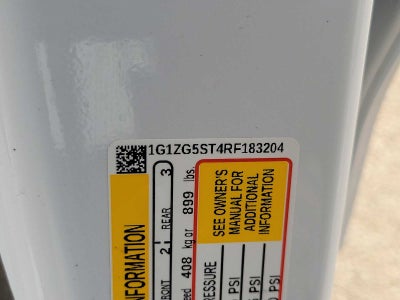 1G1ZG5ST4RF183204
INFORMATION
FRONT 2 REAR 3
408 kg or 899 lbs.
SEE OWNER'S
MANUAL FOR
ADDITIONAL
INFORMATION
PRESSURE
PSI
PSI
PSI